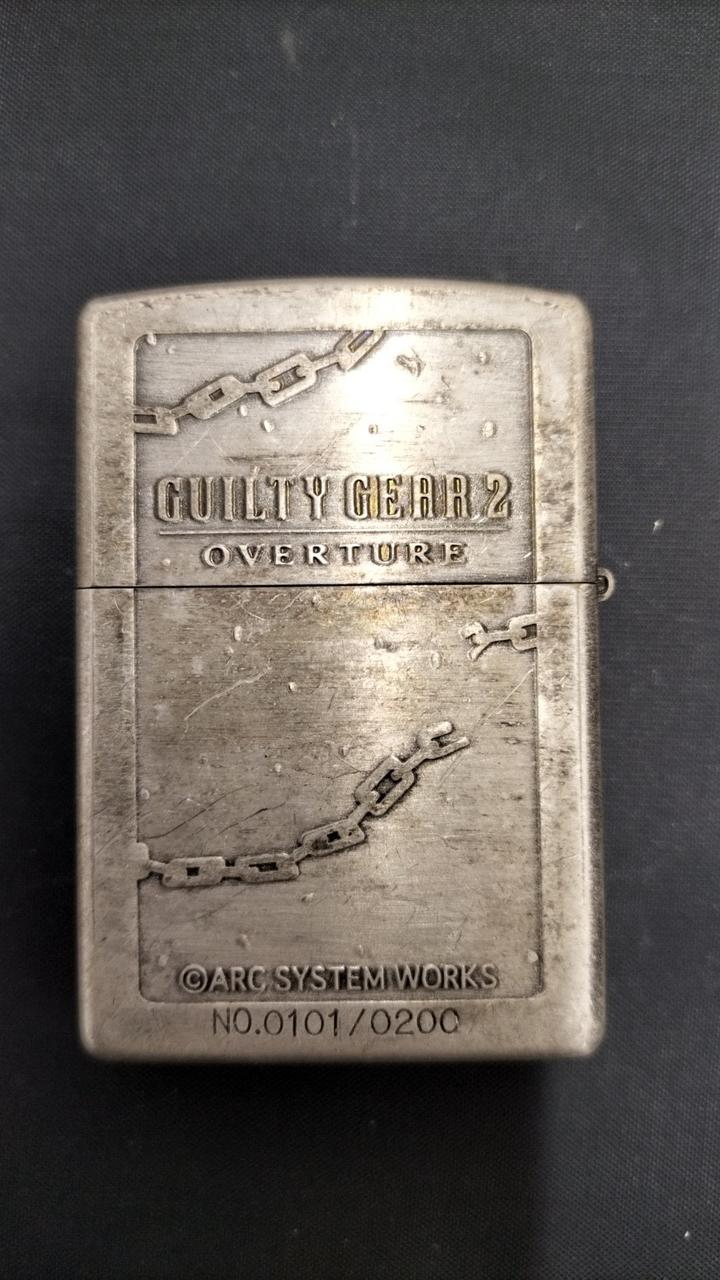 GUILTY GEAR 2
OVERTURE
©ARC SYSTEM WORKS
NO.0101/0200